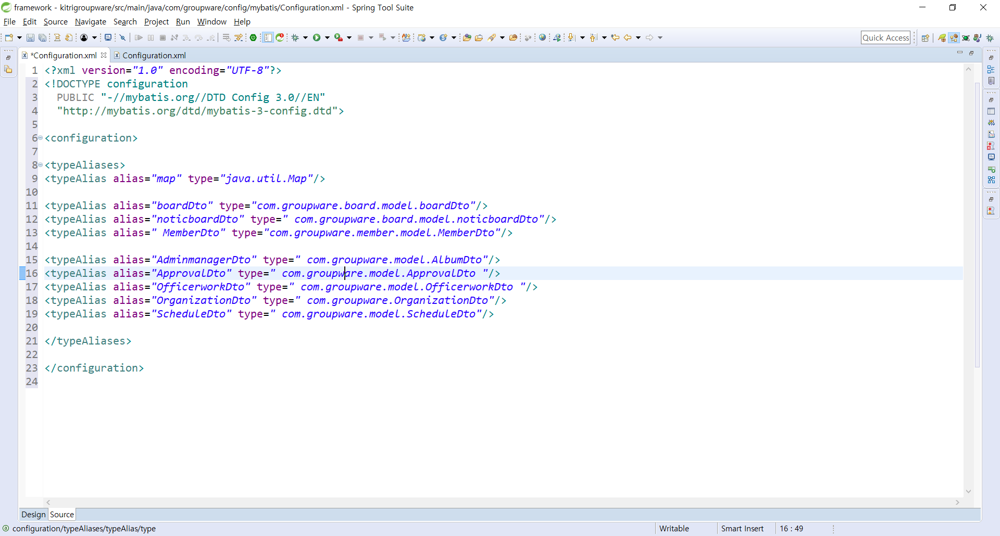 framework - kitrigroupware/src/main/java/com/groupware/config/mybatis/Configuration.xml - Spring Tool Suite
File Edit Source Navigate Search Project Run Window Help
Quick Access
*Configuration.xml Configuration.xml
1 <?xml version="1.0" encoding="UTF-8"?>
2 <!DOCTYPE configuration
3   PUBLIC "-//mybatis.org//DTD Config 3.0//EN"
4   "http://mybatis.org/dtd/mybatis-3-config.dtd">
5
6 <configuration>
7
8 <typeAliases>
9 <typeAlias alias="map" type="java.util.Map"/>
10
11 <typeAlias alias="boardDto" type="com.groupware.board.model.boardDto"/>
12 <typeAlias alias="noticboardDto" type=" com.groupware.board.model.noticboardDto"/>
13 <typeAlias alias=" MemberDto" type="com.groupware.member.model.MemberDto"/>
14
15 <typeAlias alias="AdminmanagerDto" type=" com.groupware.model.AlbumDto"/>
16 <typeAlias alias="ApprovalDto" type=" com.groupware.model.ApprovalDto "/>
17 <typeAlias alias="OfficerworkDto" type=" com.groupware.model.OfficerworkDto "/>
18 <typeAlias alias="OrganizationDto" type=" com.groupware.OrganizationDto"/>
19 <typeAlias alias="ScheduleDto" type=" com.groupware.model.ScheduleDto"/>
20
21 </typeAliases>
22
23 </configuration>
24
Design Source
configuration/typeAliases/typeAlias/type Writable Smart Insert 16 : 49